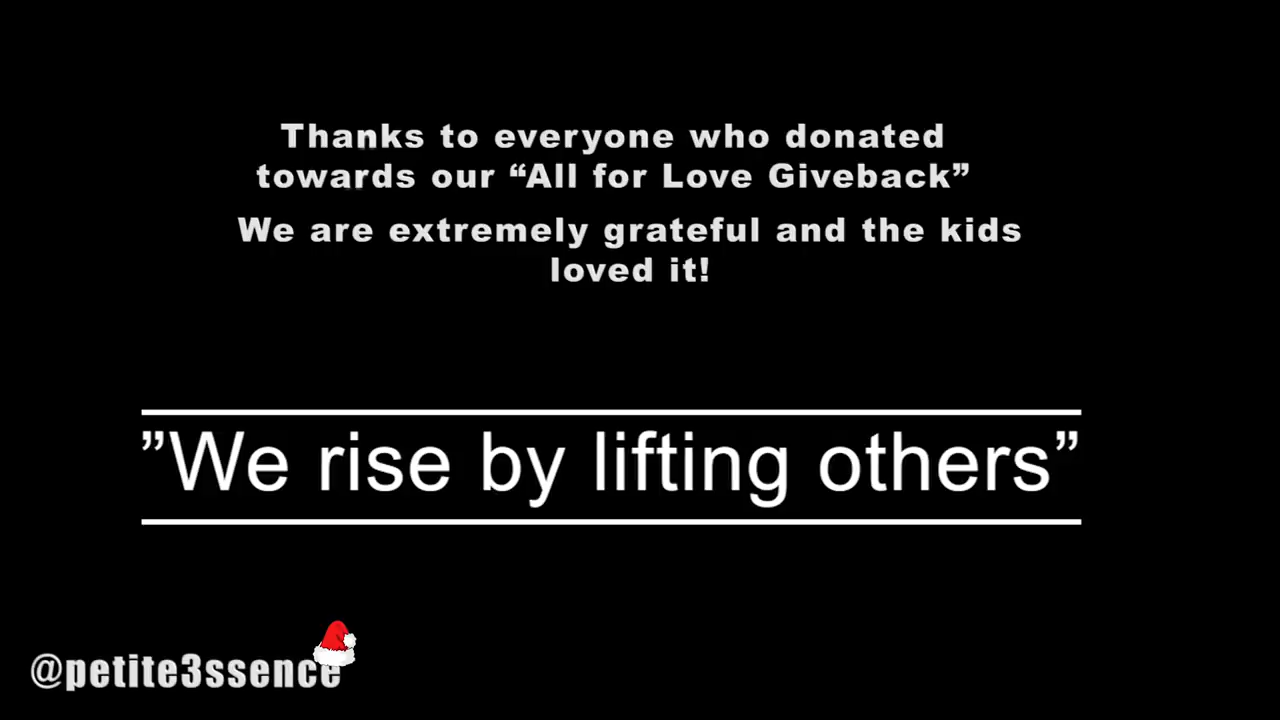 Thanks to everyone who donated
towards our “All for Love Giveback”
We are extremely grateful and the kids
loved it!
”We rise by lifting others”
@petite3ssence